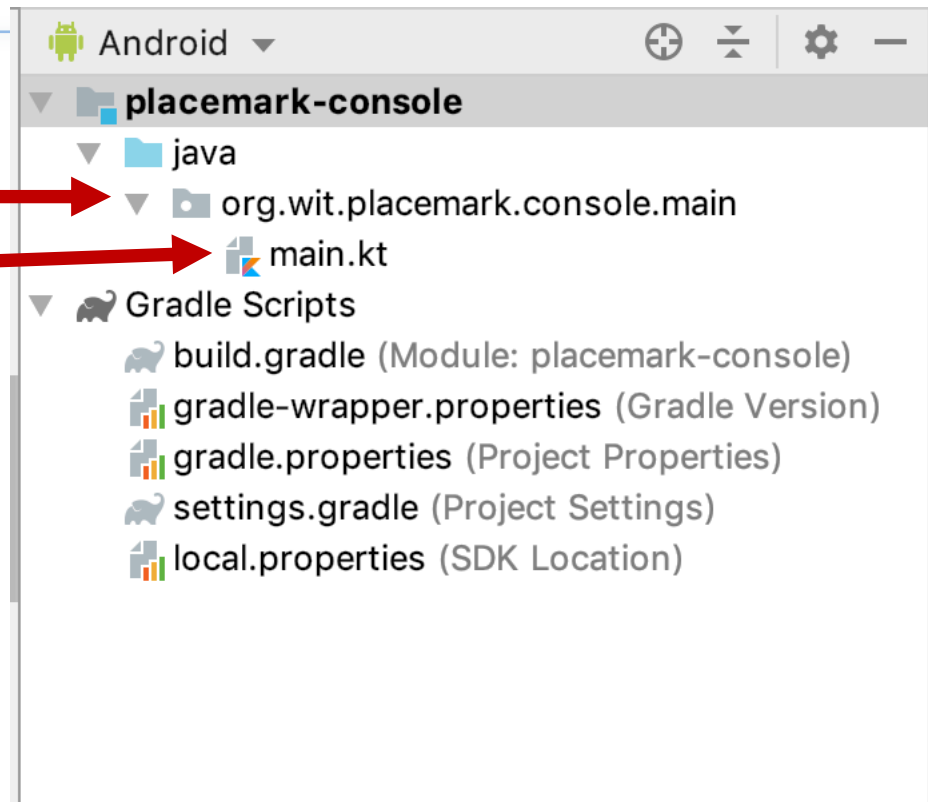 Android
placemark-console
java
org.wit.placemark.console.main
main.kt
Gradle Scripts
build.gradle (Module: placemark-console)
gradle-wrapper.properties (Gradle Version)
gradle.properties (Project Properties)
settings.gradle (Project Settings)
local.properties (SDK Location)